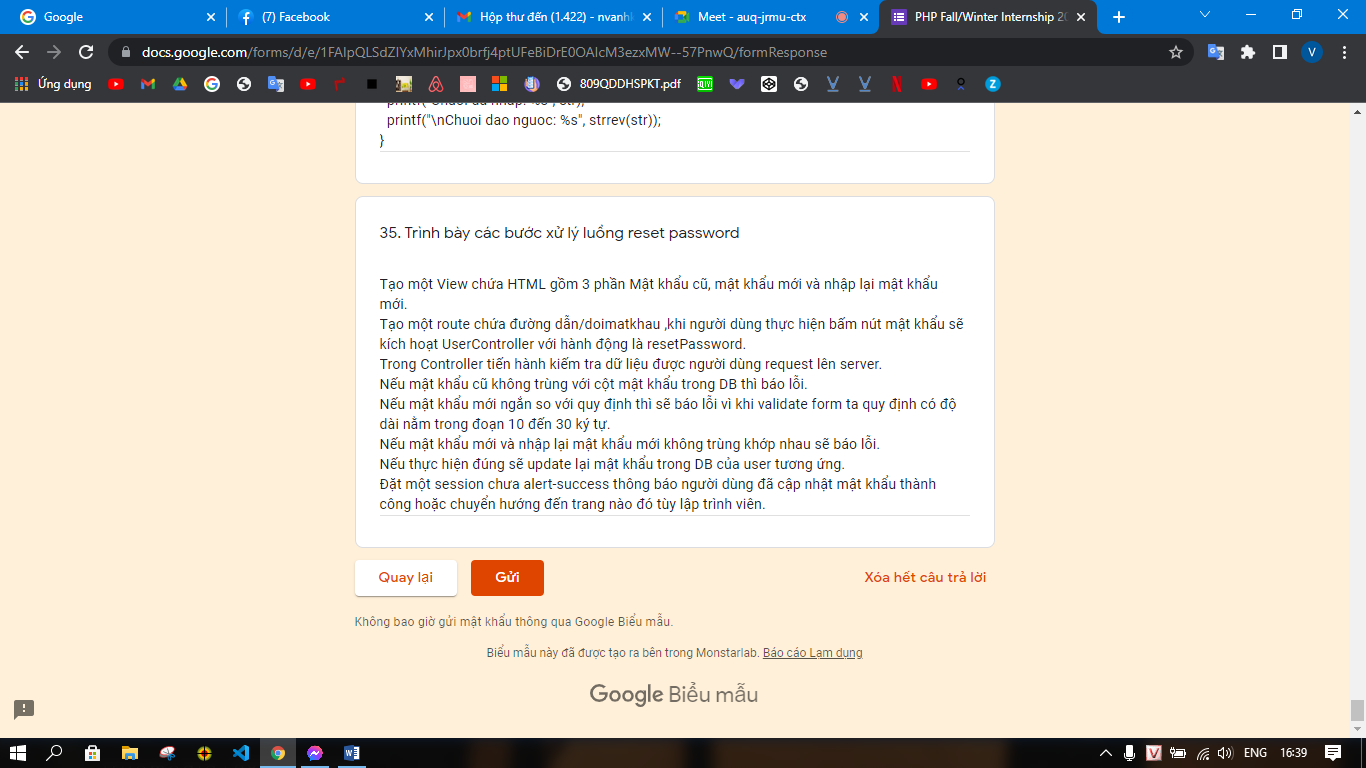 Google
(7) Facebook
Hộp thư đến (1.422) - nvanhl
Meet - auq-jrmu-ctx
PHP Fall/Winter Internship 20
docs.google.com/forms/d/e/1FAIpQLSdZIYxMhirJpx0brfj4ptUFeBiDrE0OAlcM3ezxMW--57PnwQ/formResponse
V
Ứng dụng
809QDDHSPKT.pdf
printf("Chuoi da nhap: %s", str);
printf("\nChuoi dao nguoc: %s", strrev(str));
}
35. Trình bày các bước xử lý luồng reset password
Tạo một View chứa HTML gồm 3 phần Mật khẩu cũ, mật khẩu mới và nhập lại mật khẩu
mới.
Tạo một route chứa đường dẫn/doimatkhau ,khi người dùng thực hiện bấm nút mật khẩu sẽ
kích hoạt UserController với hành động là resetPassword.
Trong Controller tiến hành kiểm tra dữ liệu được người dùng request lên server.
Nếu mật khẩu cũ không trùng với cột mật khẩu trong DB thì báo lỗi.
Nếu mật khẩu mới ngắn so với quy định thì sẽ báo lỗi vì khi validate form ta quy định có độ
dài nằm trong đoạn 10 đến 30 ký tự.
Nếu mật khẩu mới và nhập lại mật khẩu mới không trùng khớp nhau sẽ báo lỗi.
Nếu thực hiện đúng sẽ update lại mật khẩu trong DB của user tương ứng.
Đặt một session chưa alert-success thông báo người dùng đã cập nhật mật khẩu thành
công hoặc chuyển hướng đến trang nào đó tùy lập trình viên.
Quay lại
Gửi
Xóa hết câu trả lời
Không bao giờ gửi mật khẩu thông qua Google Biểu mẫu.
Biểu mẫu này đã được tạo ra bên trong Monstarlab. Báo cáo Lạm dụng
Google Biểu mẫu
ENG
16:39